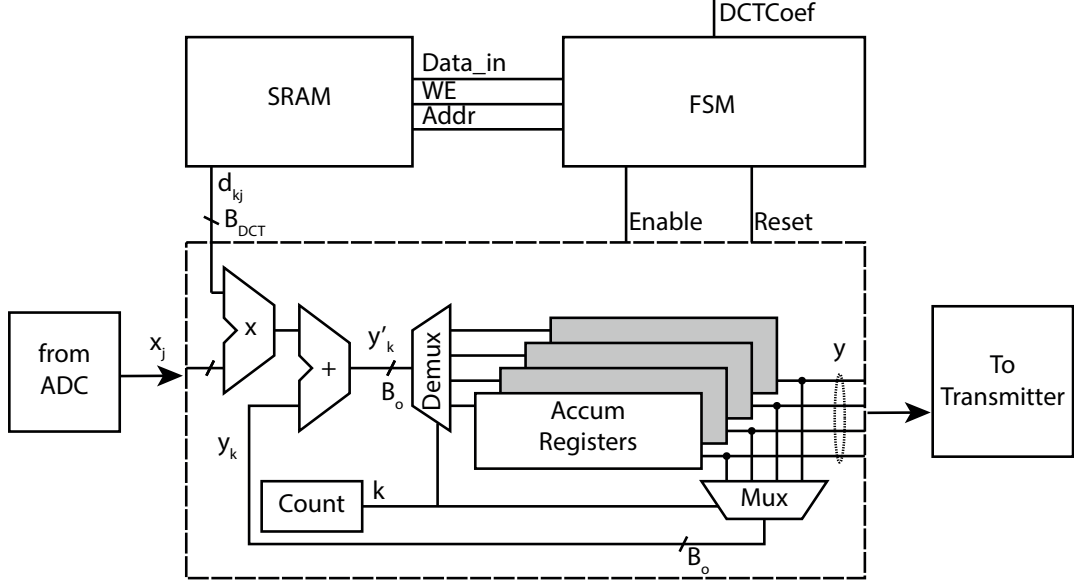 DCTCoef
SRAM
Data_in
WE
Addr
FSM
d_kj
B_DCT
Enable
Reset
from
ADC
x_j
x
+
y'_k
B_o
Demux
Accum
Registers
y
To
Transmitter
y_k
Count
k
Mux
B_o